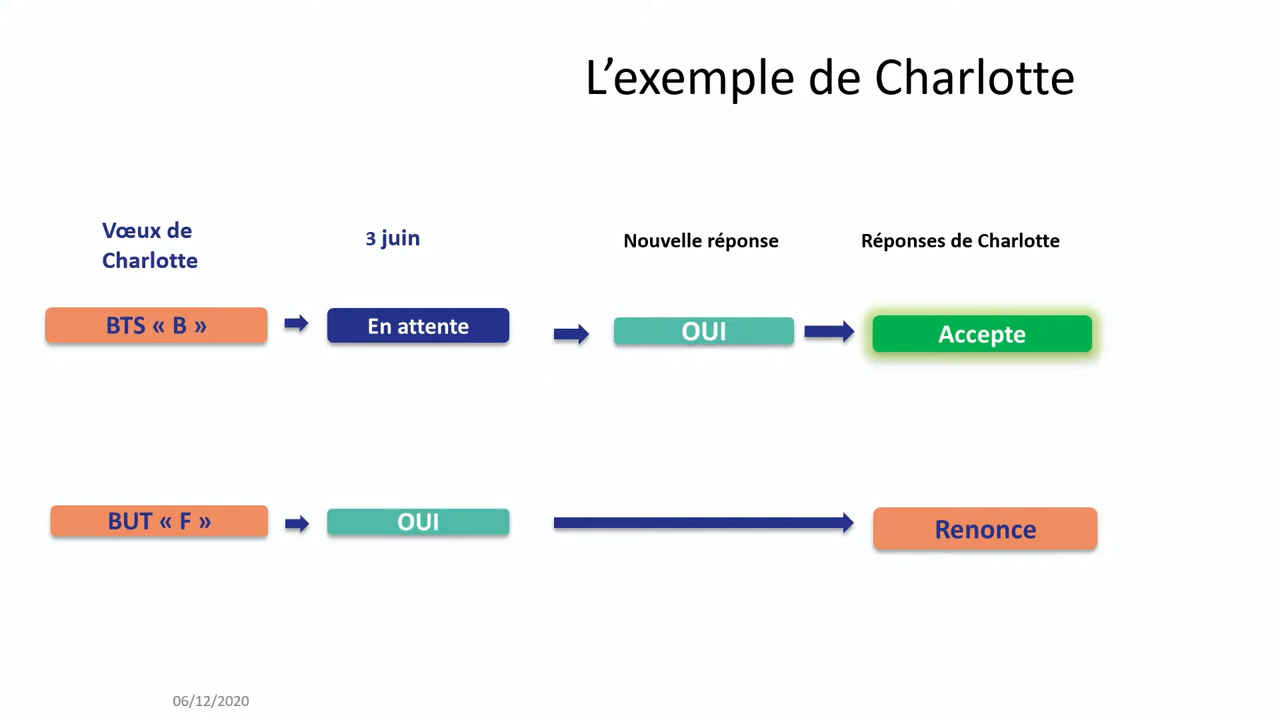 L’exemple de Charlotte
Vœux de
Charlotte
3 juin
Nouvelle réponse
Réponses de Charlotte
BTS « B »
En attente
OUI
Accepte
BUT « F »
OUI
Renonce
06/12/2020